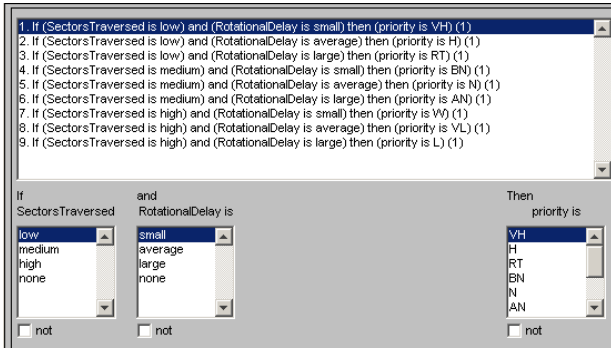 1. If (SectorsTraversed is low) and (RotationalDelay is small) then (priority is VH) (1)
2. If (SectorsTraversed is low) and (RotationalDelay is average) then (priority is H) (1)
3. If (SectorsTraversed is low) and (RotationalDelay is large) then (priority is RT) (1)
4. If (SectorsTraversed is medium) and (RotationalDelay is small) then (priority is BN) (1)
5. If (SectorsTraversed is medium) and (RotationalDelay is average) then (priority is N) (1)
6. If (SectorsTraversed is medium) and (RotationalDelay is large) then (priority is AN) (1)
7. If (SectorsTraversed is high) and (RotationalDelay is small) then (priority is W) (1)
8. If (SectorsTraversed is high) and (RotationalDelay is average) then (priority is VL) (1)
9. If (SectorsTraversed is high) and (RotationalDelay is large) then (priority is L) (1)
If and Then
SectorsTraversed RotationalDelay is priority is
low small VH
medium average H
high large RT
none none BN
N
AN
not not not